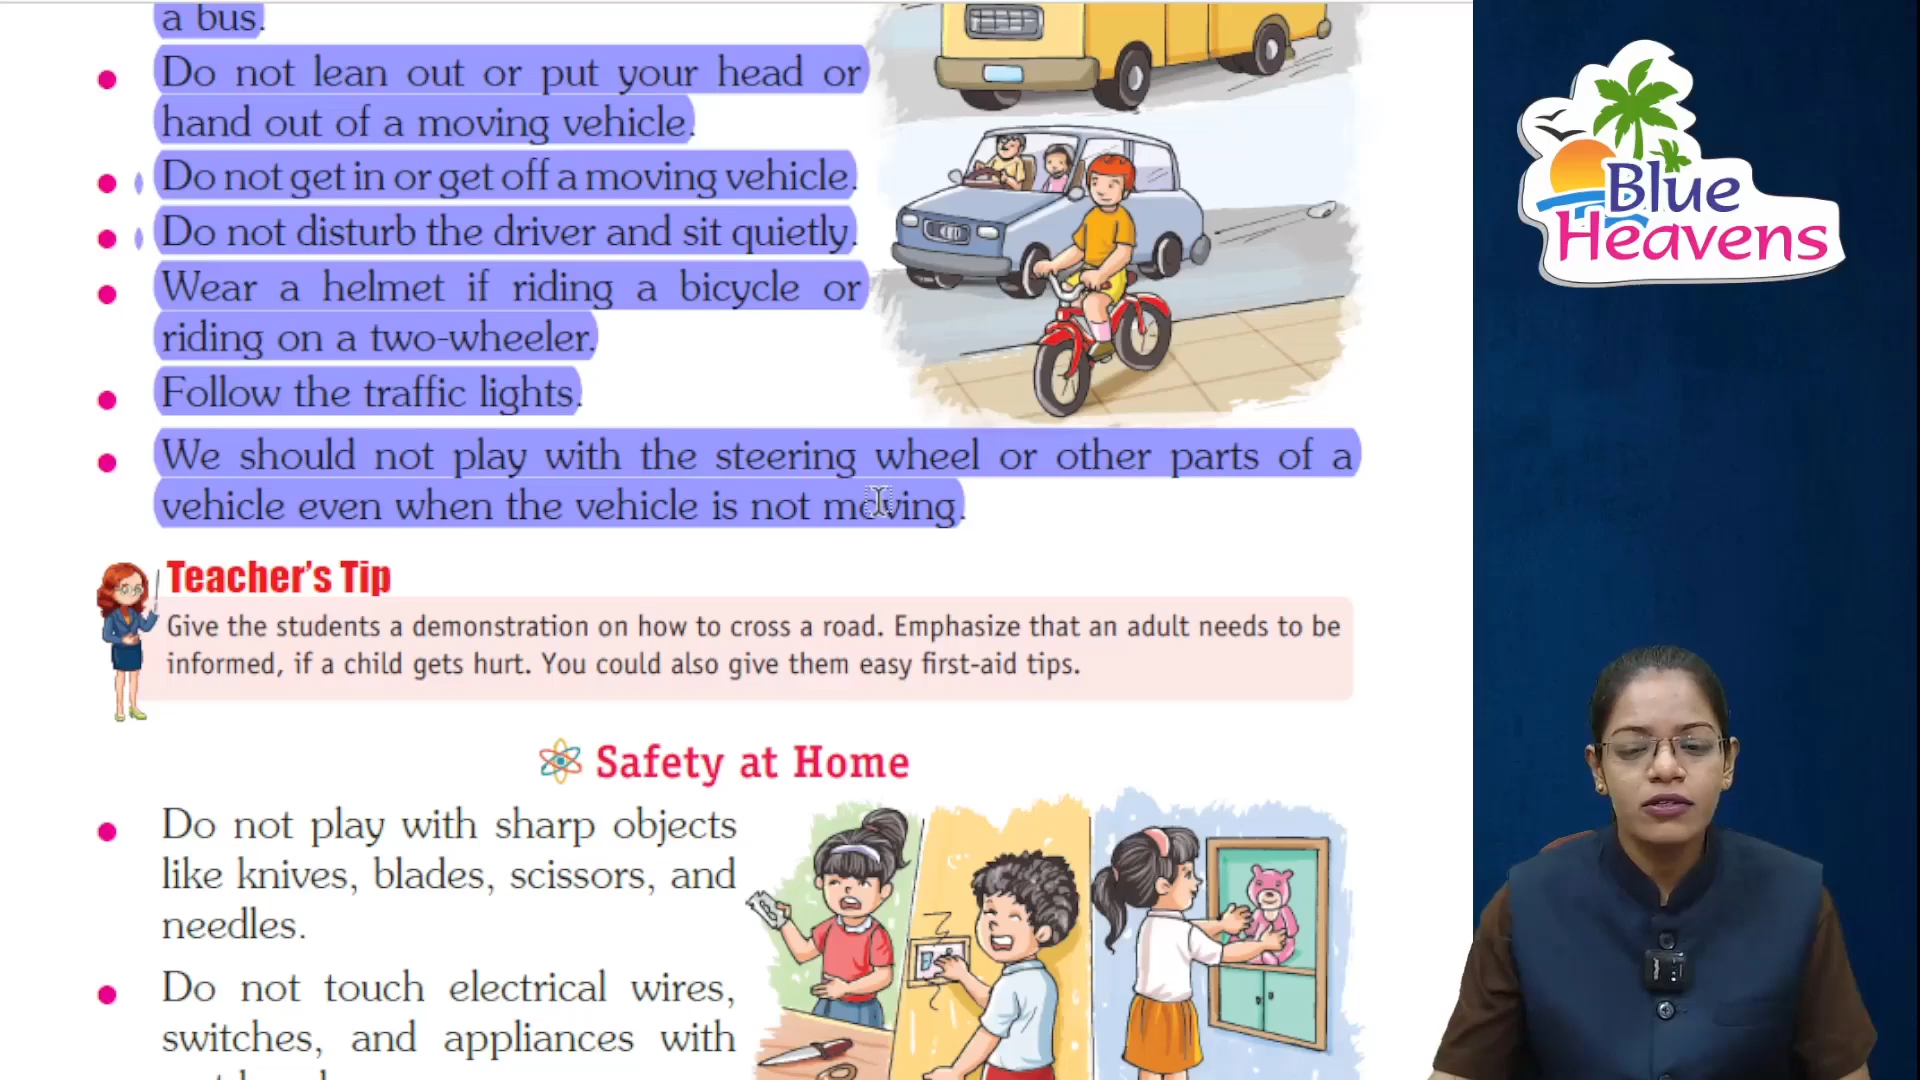 a bus.
Do not lean out or put your head or
hand out of a moving vehicle.
Do not get in or get off a moving vehicle.
Do not disturb the driver and sit quietly.
Wear a helmet if riding a bicycle or
riding on a two-wheeler.
Follow the traffic lights.
We should not play with the steering wheel or other parts of a
vehicle even when the vehicle is not moving.
Teacher's Tip
Give the students a demonstration on how to cross a road. Emphasize that an adult needs to be
informed, if a child gets hurt. You could also give them easy first-aid tips.
Safety at Home
Do not play with sharp objects
like knives, blades, scissors, and
needles.
Do not touch electrical wires,
switches, and appliances with
Blue
Heavens